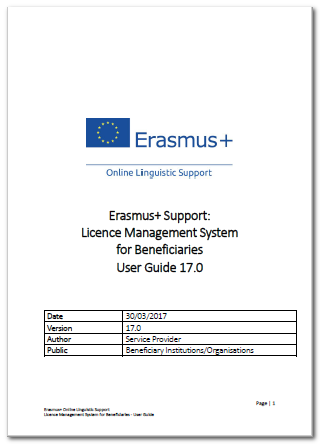 Erasmus+
Online Linguistic Support
Erasmus+ Support:
Licence Management System
for Beneficiaries
User Guide 17.0
Date 30/03/2017
Version 17.0
Author Service Provider
Public Beneficiary Institutions/Organisations
Page | 1
Erasmus+ Online Linguistic Support
Licence Management System for Beneficiaries - User Guide